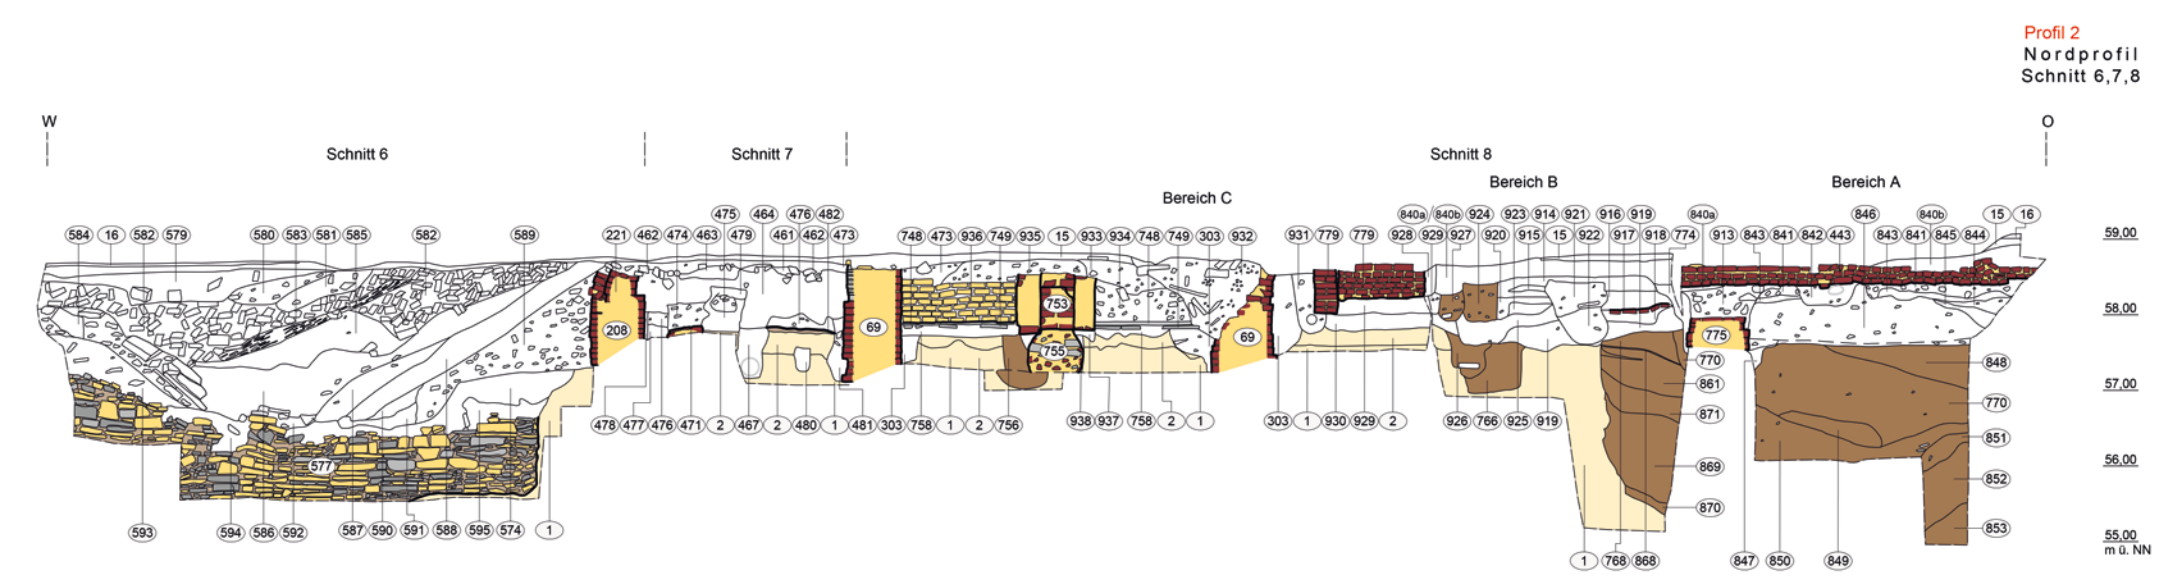 Profil 2
Nordprofil
Schnitt 6,7,8
W
O
Schnitt 6
Schnitt 7
Schnitt 8
Bereich C
Bereich B
Bereich A
475 464 476 482
840a 840b 924 923 914 921 916 919 840a 846 840b 15 16
584 16 582 579 580 583 581 585 582 589 221 462 474 463 479 461 462 473 748 473 936 749 935 15 933 934 748 749 303 932 931 779 779 928 929 927 920 915 15 922 917 918 774 913 843 841 842 443 843 841 845 844
59,00
58,00
57,00
56,00
55,00
m ü. NN
753
69
208
69
775
755
577
770
861
871
869
870
848
770
851
852
853
478 477 476 471 2 467 2 480 1 481 303 758 1 2 756 938 937 758 2 1 303 1 930 929 2 926 766 925 919
593 594 586 592 587 590 591 588 595 574 1
1 768 868 847 850 849